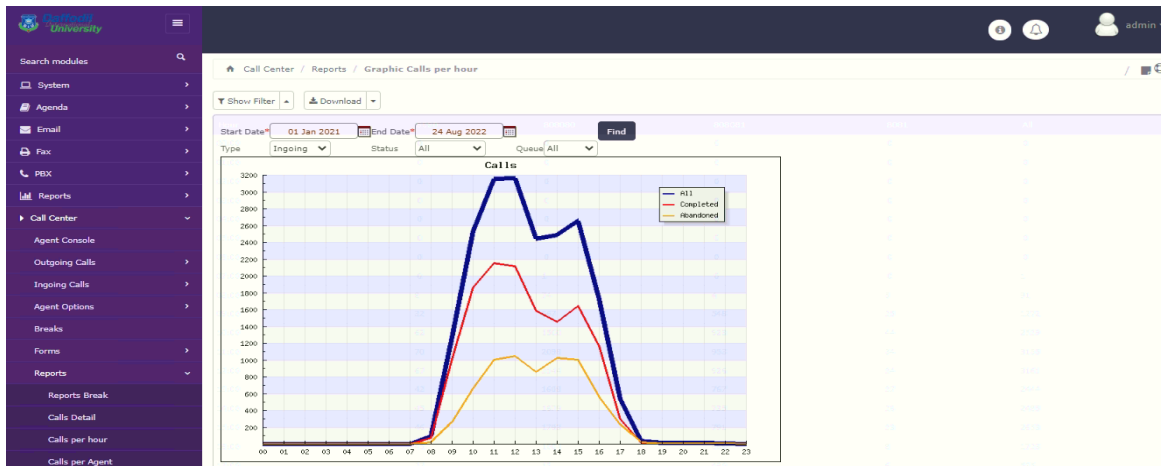 University
admin
Search modules
Call Center / Reports / Graphic Calls per hour
System
Agenda
Show Filter
Download
Email
Start Date* 01 Jan 2021 End Date* 24 Aug 2022 Find
Fax
Type Ingoing Status All Queue All
PBX
Reports
Call Center
Agent Console
Outgoing Calls
Ingoing Calls
Agent Options
Breaks
Forms
Reports
Reports Break
Calls Detail
Calls per hour
Calls per Agent
Calls
3200
3000
2800
2600
2400
2200
2000
1800
1600
1400
1200
1000
800
600
400
200
All
Completed
Abandoned
00 01 02 03 04 05 06 07 08 09 10 11 12 13 14 15 16 17 18 19 20 21 22 23